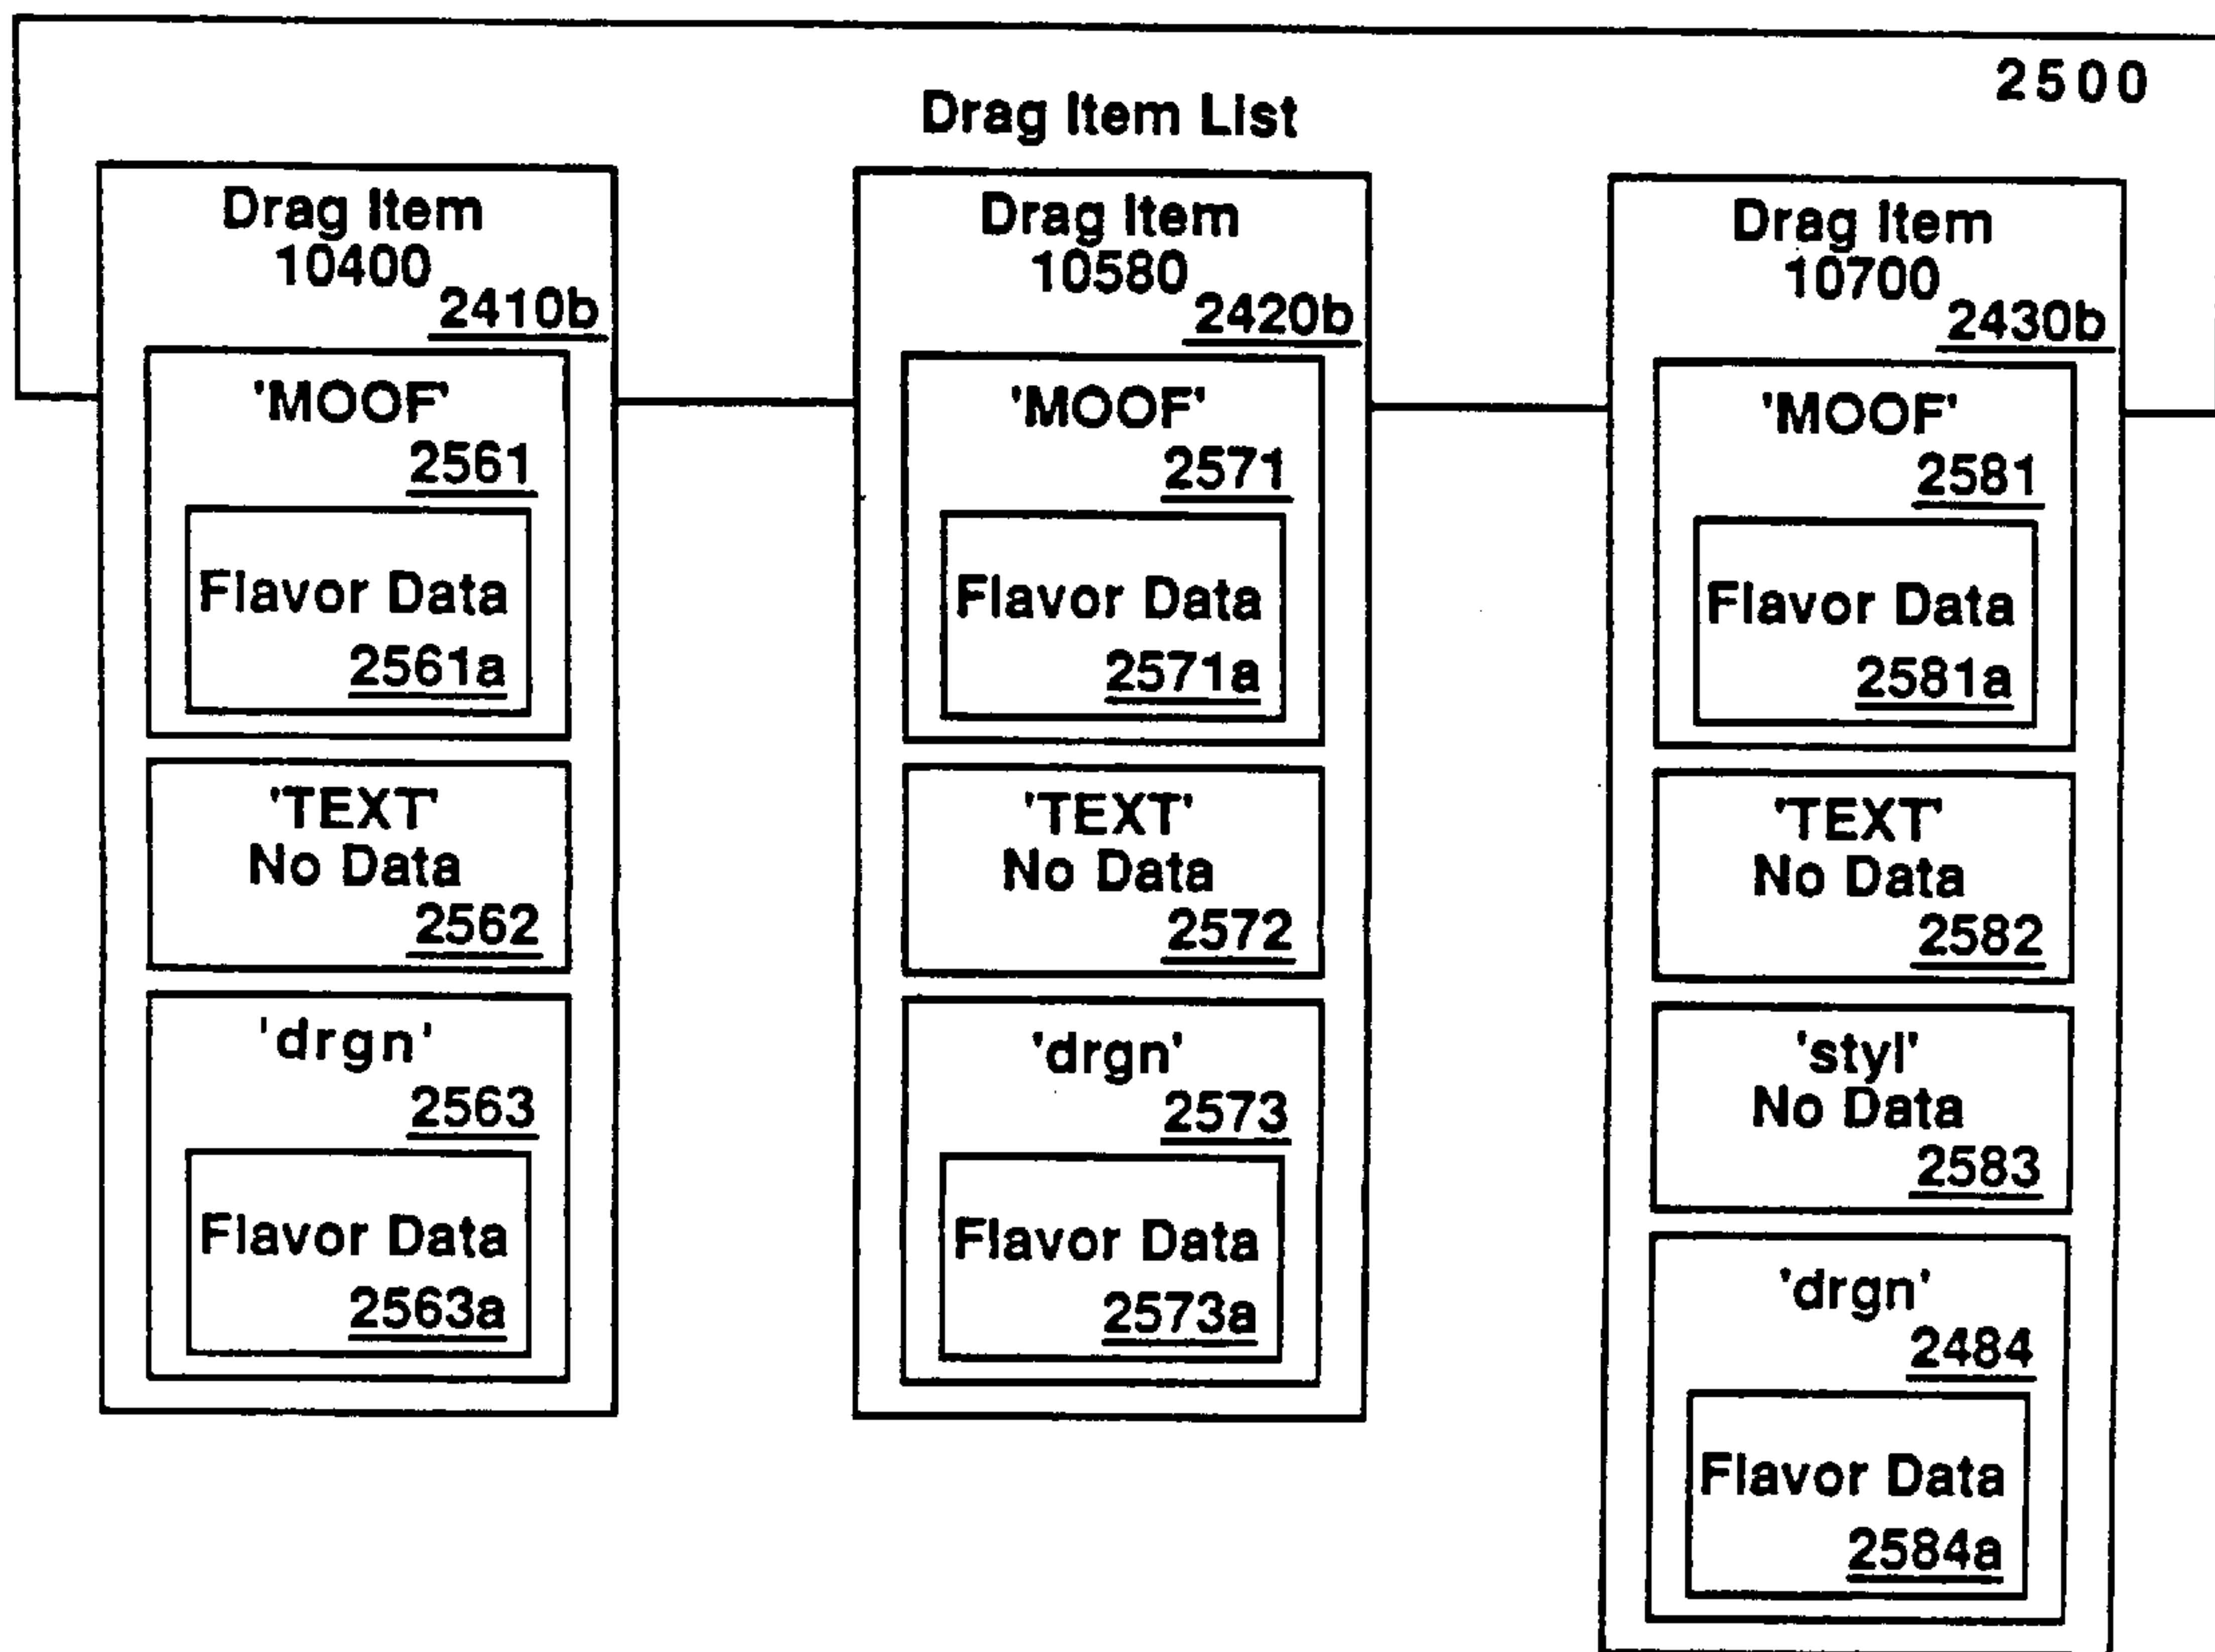 2500
Drag Item List
Drag Item
10400
2410b
'MOOF'
2561
Flavor Data
2561a
'TEXT'
No Data
2562
'drgn'
2563
Flavor Data
2563a
Drag Item
10580
2420b
'MOOF'
2571
Flavor Data
2571a
'TEXT'
No Data
2572
'drgn'
2573
Flavor Data
2573a
Drag Item
10700
2430b
'MOOF'
2581
Flavor Data
2581a
'TEXT'
No Data
2582
'styl'
No Data
2583
'drgn'
2484
Flavor Data
2584a